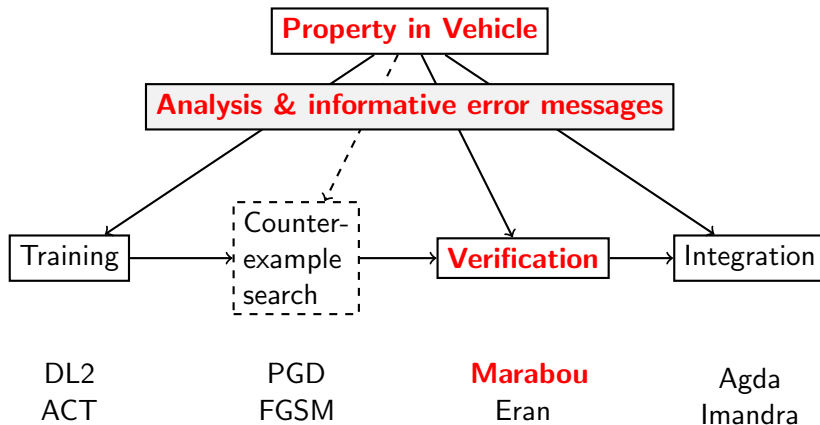 Property in Vehicle
Analysis & informative error messages
Training
Counter-
example
search
Verification
Integration
DL2
ACT
PGD
FGSM
Marabou
Eran
Agda
Imandra